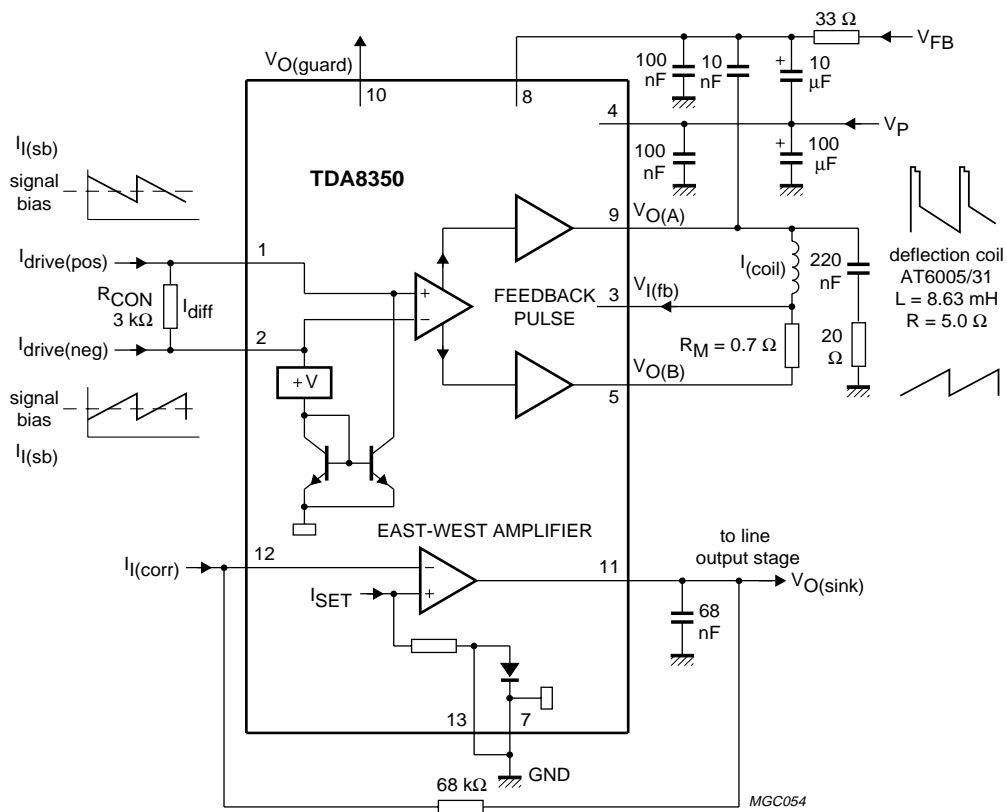 33 Ω
V_FB
V_O(guard)
100 nF
10 nF
+
10 μF
10
8
4
V_P
I_I(sb)
signal bias
100 nF
+
100 μF
TDA8350
9
V_O(A)
I_drive(pos)
1
I_(coil)
220 nF
deflection coil
AT6005/31
L = 8.63 mH
R = 5.0 Ω
R_CON
3 kΩ
I_diff
+
−
FEEDBACK PULSE
3
V_I(fb)
I_drive(neg)
2
R_M = 0.7 Ω
20 Ω
+V
V_O(B)
5
signal bias
I_I(sb)
EAST-WEST AMPLIFIER
to line output stage
I_I(corr)
12
−
11
V_O(sink)
I_SET
+
68 nF
13
7
GND
68 kΩ
MGC054